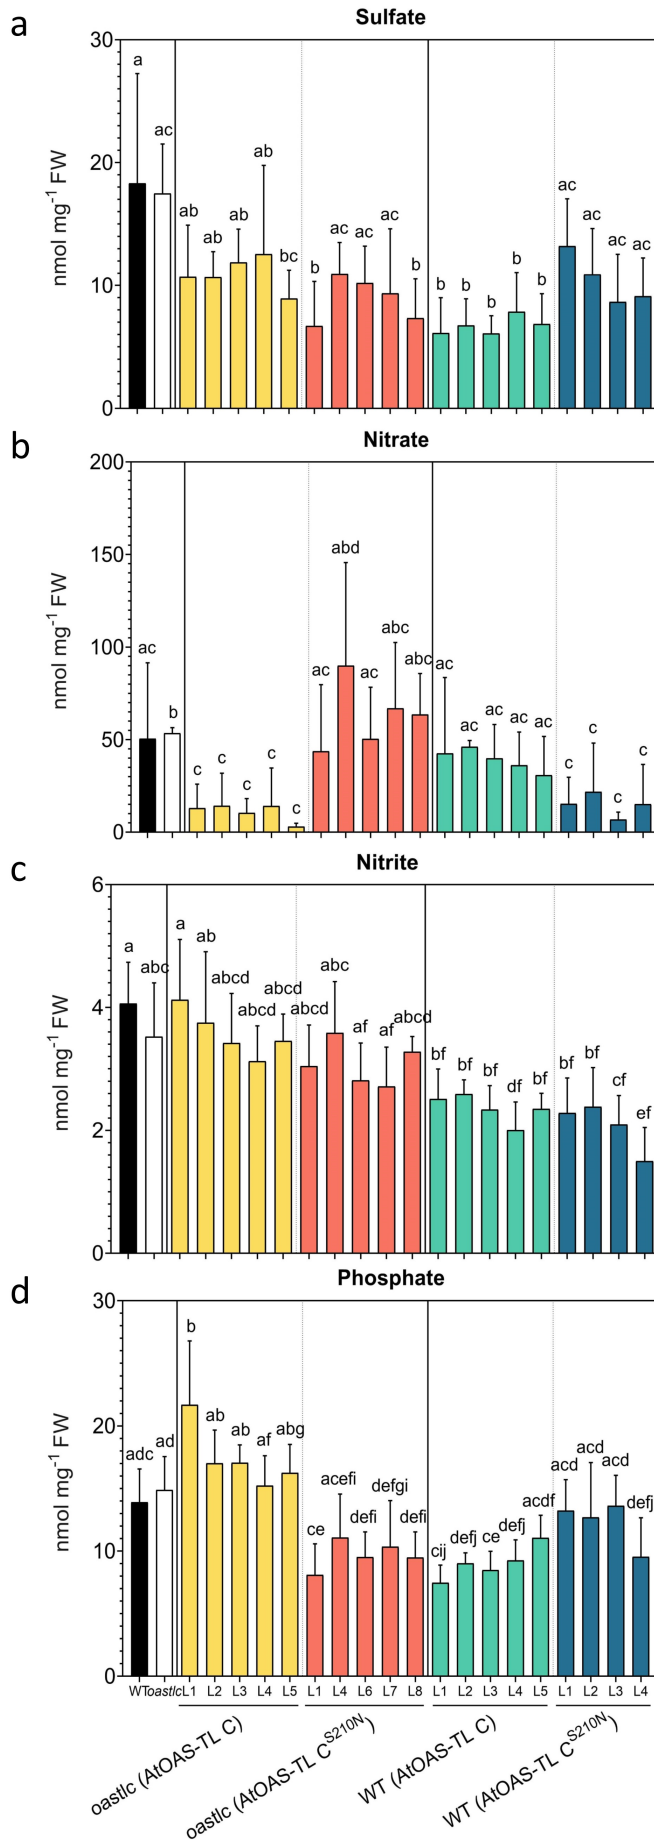 a
Sulfate
nmol mg⁻¹ FW
30
20
10
0
a
ac
ab
ab
ab
ab
bc
b
ac
ac
ac
b
b
b
b
b
b
ac
ac
ac
ac
b
Nitrate
nmol mg⁻¹ FW
200
150
100
50
0
ac
b
c
c
c
c
c
ac
abd
ac
abc
abc
ac
ac
ac
ac
ac
c
c
c
c
c
Nitrite
nmol mg⁻¹ FW
6
4
2
0
a
abc
a
ab
abcd
abcd
abcd
abcd
abc
af
af
abcd
bf
bf
bf
df
bf
bf
bf
cf
ef
d
Phosphate
nmol mg⁻¹ FW
30
20
10
0
adc
ad
b
ab
ab
af
abg
ce
acefi
defi
defgi
defi
cij
defj
ce
defj
acdf
acd
acd
acd
defj
WT oastlc L1 L2 L3 L4 L5 L1 L4 L6 L7 L8 L1 L2 L3 L4 L5 L1 L2 L3 L4
oastlc (AtOAS-TL C)
oastlc (AtOAS-TL C^S210N)
WT (AtOAS-TL C)
WT (AtOAS-TL C^S210N)